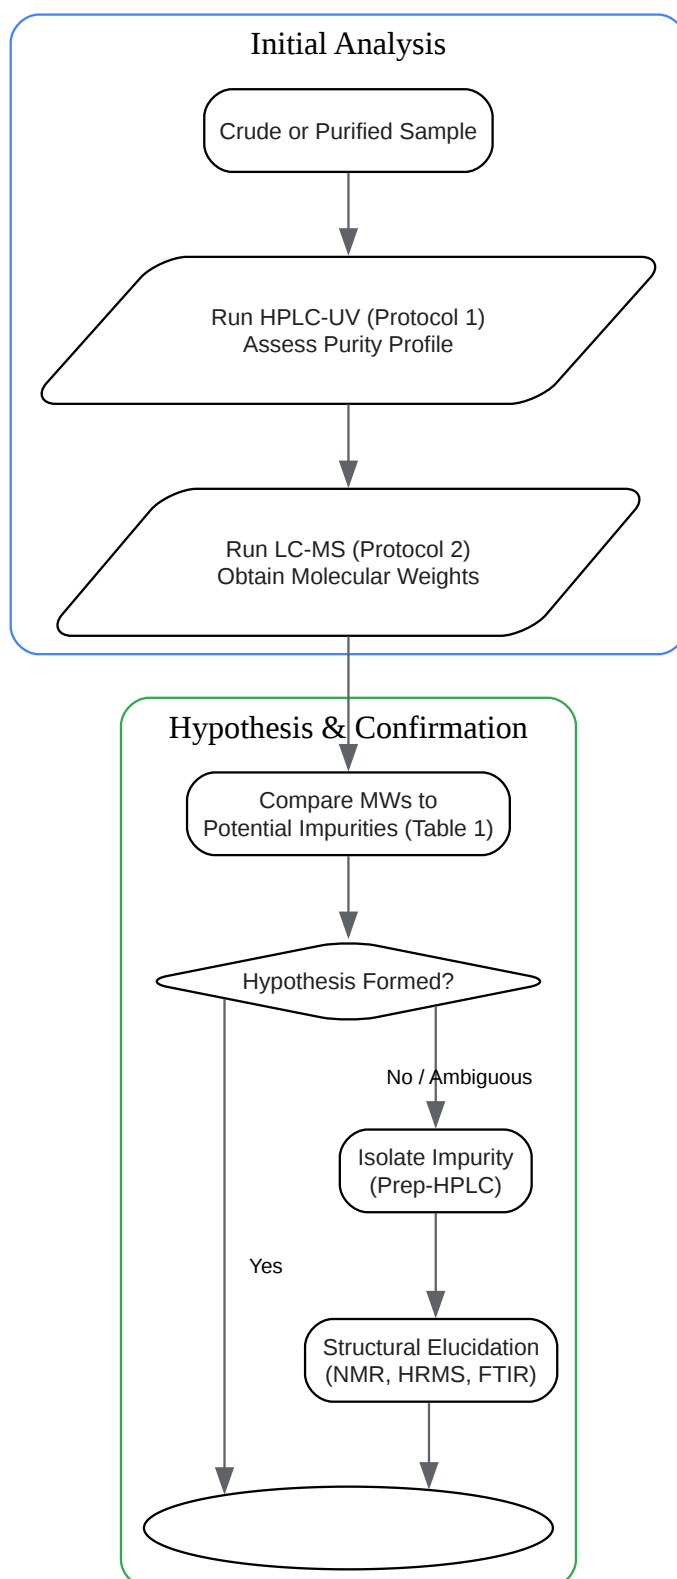 Initial Analysis
Crude or Purified Sample
Run HPLC-UV (Protocol 1)
Assess Purity Profile
Run LC-MS (Protocol 2)
Obtain Molecular Weights
Hypothesis & Confirmation
Compare MWs to
Potential Impurities (Table 1)
Hypothesis Formed?
No / Ambiguous
Isolate Impurity
(Prep-HPLC)
Yes
Structural Elucidation
(NMR, HRMS, FTIR)